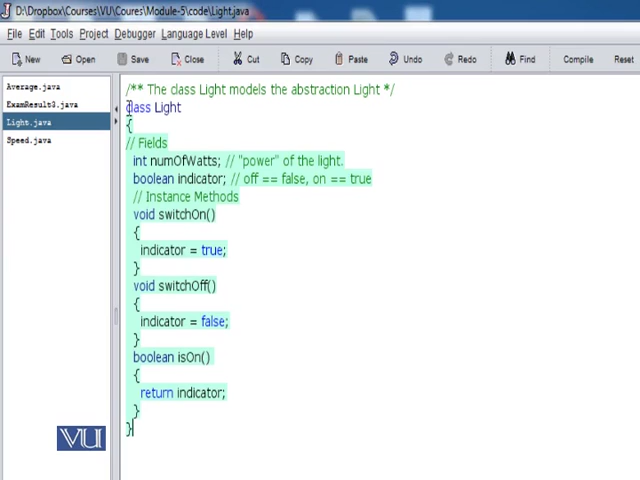 D:\Dropbox\Courses\VU\Coures\Module-5\code\Light.java
File Edit Tools Project Debugger Language Level Help
New Open Save Close Cut Copy Paste Undo Redo Find Compile Reset
Average.java
ExamResult3.java
Light.java
Speed.java
/** The class Light models the abstraction Light */
class Light
{
// Fields
int numOfWatts; // "power" of the light.
boolean indicator; // off == false, on == true
// Instance Methods
void switchOn()
{
indicator = true;
}
void switchOff()
{
indicator = false;
}
boolean isOn()
{
return indicator;
}
}
VU